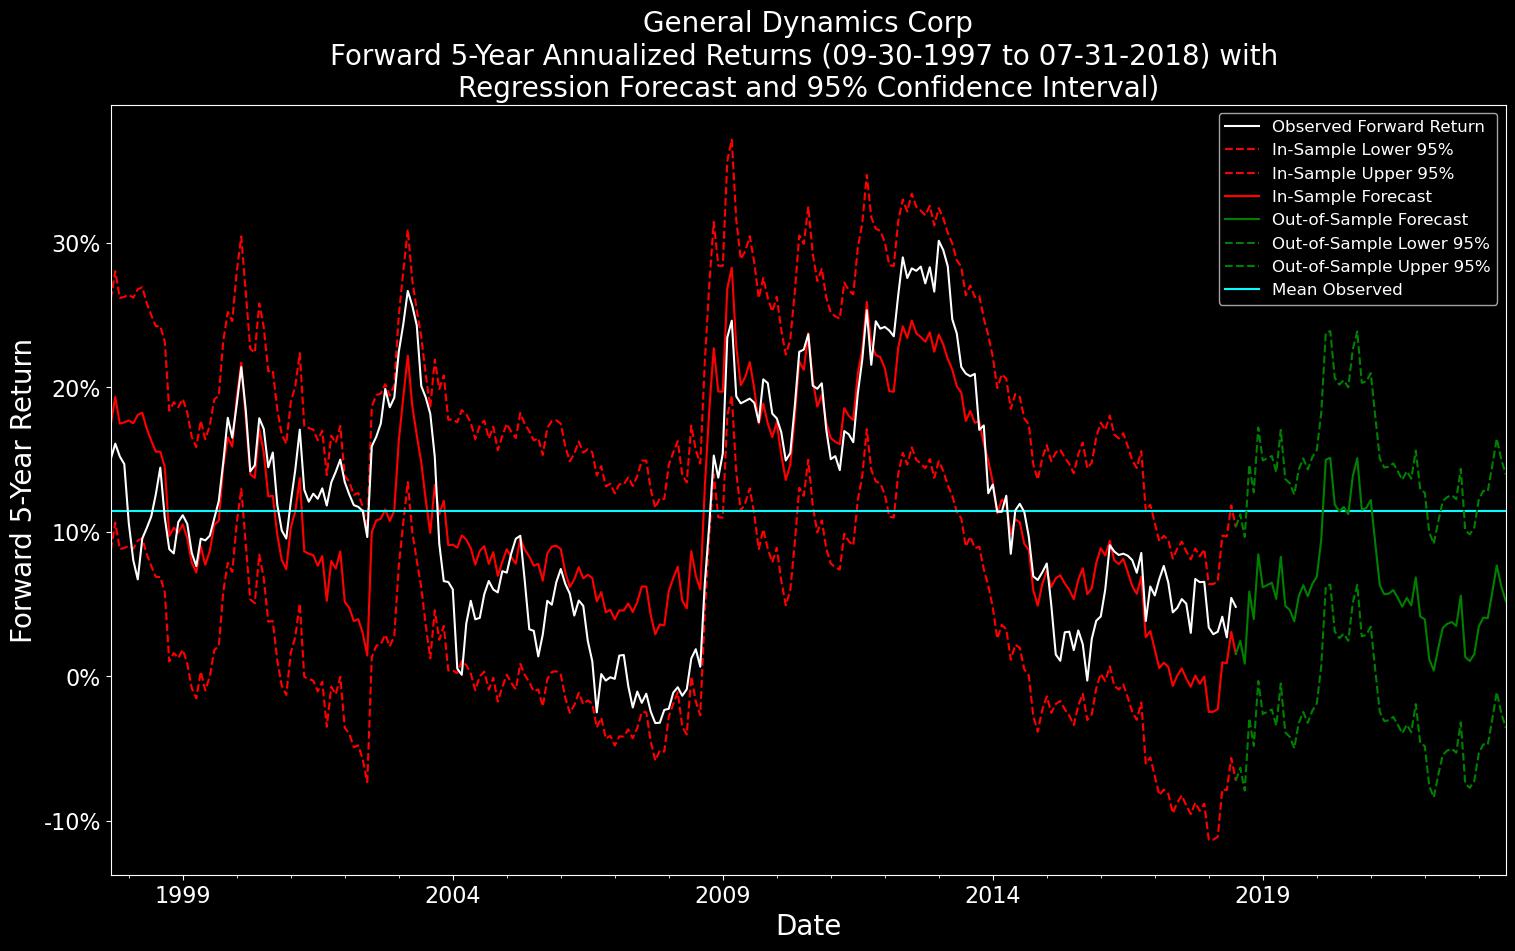 General Dynamics Corp
Forward 5-Year Annualized Returns (09-30-1997 to 07-31-2018) with
Regression Forecast and 95% Confidence Interval)
Observed Forward Return
In-Sample Lower 95%
In-Sample Upper 95%
In-Sample Forecast
Out-of-Sample Forecast
Out-of-Sample Lower 95%
Out-of-Sample Upper 95%
Mean Observed
Forward 5-Year Return
30%
20%
10%
0%
-10%
1999
2004
2009
2014
2019
Date